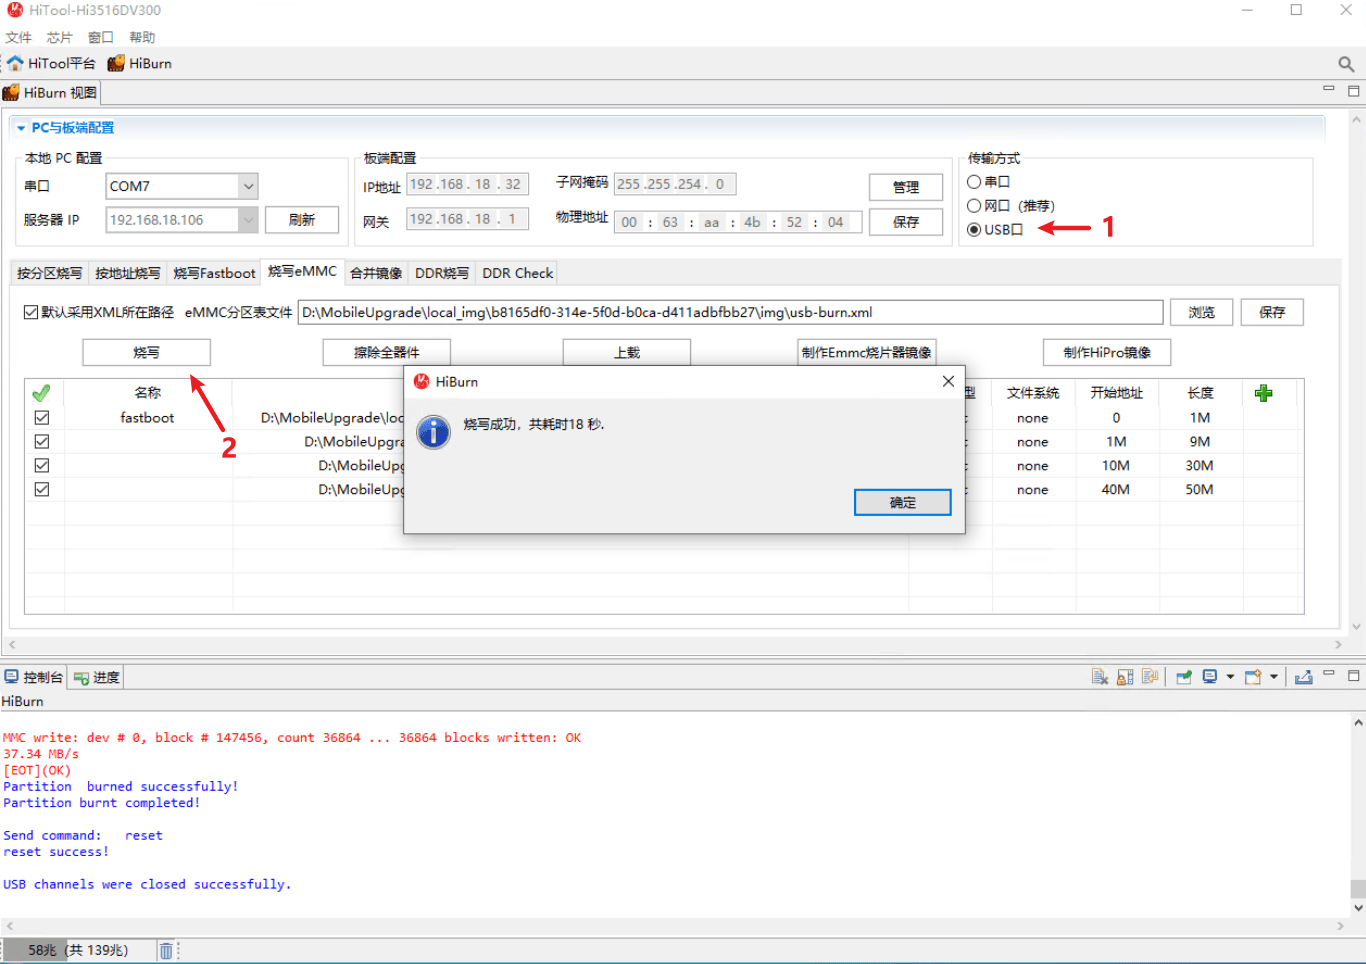 HiTool-Hi3516DV300
文件 芯片 窗口 帮助
HiTool平台 HiBurn
HiBurn 视图
PC与板端配置
本地 PC 配置
串口 COM7
服务器 IP 192.168.18.106 刷新
板端配置
IP地址 192 .168 . 18 . 32 子网掩码 255 .255 .254 . 0 管理
网关 192 .168 . 18 . 1 物理地址 00 : 63 : aa : 4b : 52 : 04 保存
传输方式
串口
网口 (推荐)
USB口 1
按分区烧写 按地址烧写 烧写Fastboot 烧写eMMC 合并镜像 DDR烧写 DDR Check
默认采用XML所在路径 eMMC分区表文件 D:\MobileUpgrade\local_img\b8165df0-314e-5f0d-b0ca-d411adbfbb27\img\usb-burn.xml 浏览 保存
烧写 擦除全器件 上载 制作Emmc烧片器镜像 制作HiPro镜像
名称 型 文件系统 开始地址 长度
fastboot D:\MobileUpgrade\loc none 0 1M
D:\MobileUpgra none 1M 9M
D:\MobileUpg none 10M 30M
D:\MobileUpg none 40M 50M
2
HiBurn
烧写成功，共耗时18 秒.
确定
控制台 进度
HiBurn
MMC write: dev # 0, block # 147456, count 36864 ... 36864 blocks written: OK
37.34 MB/s
[EOT](OK)
Partition  burned successfully!
Partition burnt completed!
Send command:   reset
reset success!
USB channels were closed successfully.
58兆 (共 139兆)